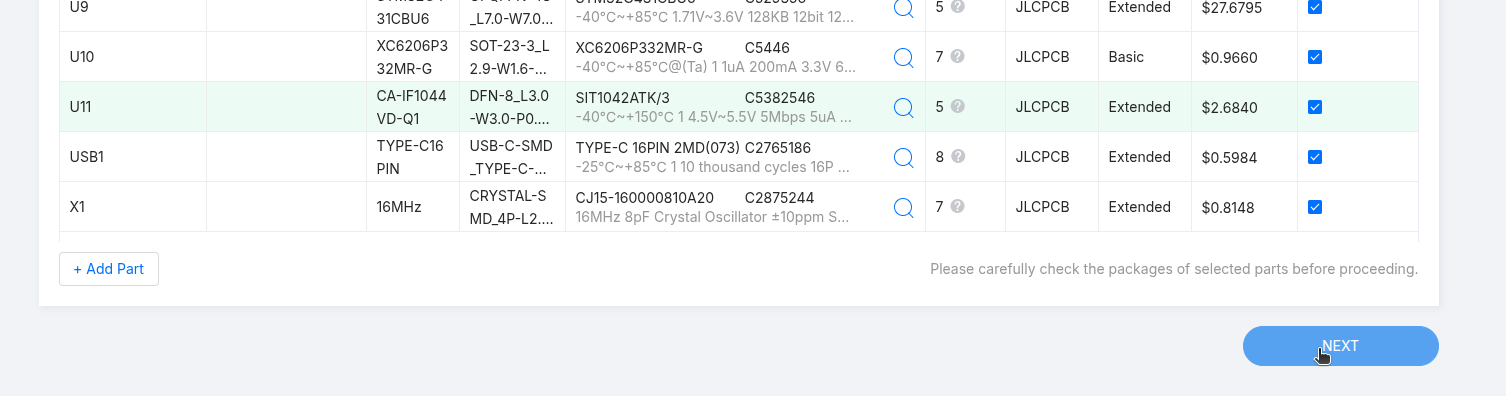 U9
31CBU6
_L7.0-W7.0...
-40°C~+85°C 1.71V~3.6V 128KB 12bit 12...
5
JLCPCB
Extended
$27.6795
U10
XC6206P3
32MR-G
SOT-23-3_L
2.9-W1.6-...
XC6206P332MR-G C5446
-40°C~+85°C@(Ta) 1 1uA 200mA 3.3V 6...
7
JLCPCB
Basic
$0.9660
U11
CA-IF1044
VD-Q1
DFN-8_L3.0
-W3.0-P0....
SIT1042ATK/3 C5382546
-40°C~+150°C 1 4.5V~5.5V 5Mbps 5uA ...
5
JLCPCB
Extended
$2.6840
USB1
TYPE-C16
PIN
USB-C-SMD
_TYPE-C-...
TYPE-C 16PIN 2MD(073) C2765186
-25°C~+85°C 1 10 thousand cycles 16P ...
8
JLCPCB
Extended
$0.5984
X1
16MHz
CRYSTAL-S
MD_4P-L2....
CJ15-160000810A20 C2875244
16MHz 8pF Crystal Oscillator ±10ppm S...
7
JLCPCB
Extended
$0.8148
+ Add Part
Please carefully check the packages of selected parts before proceeding.
NEXT